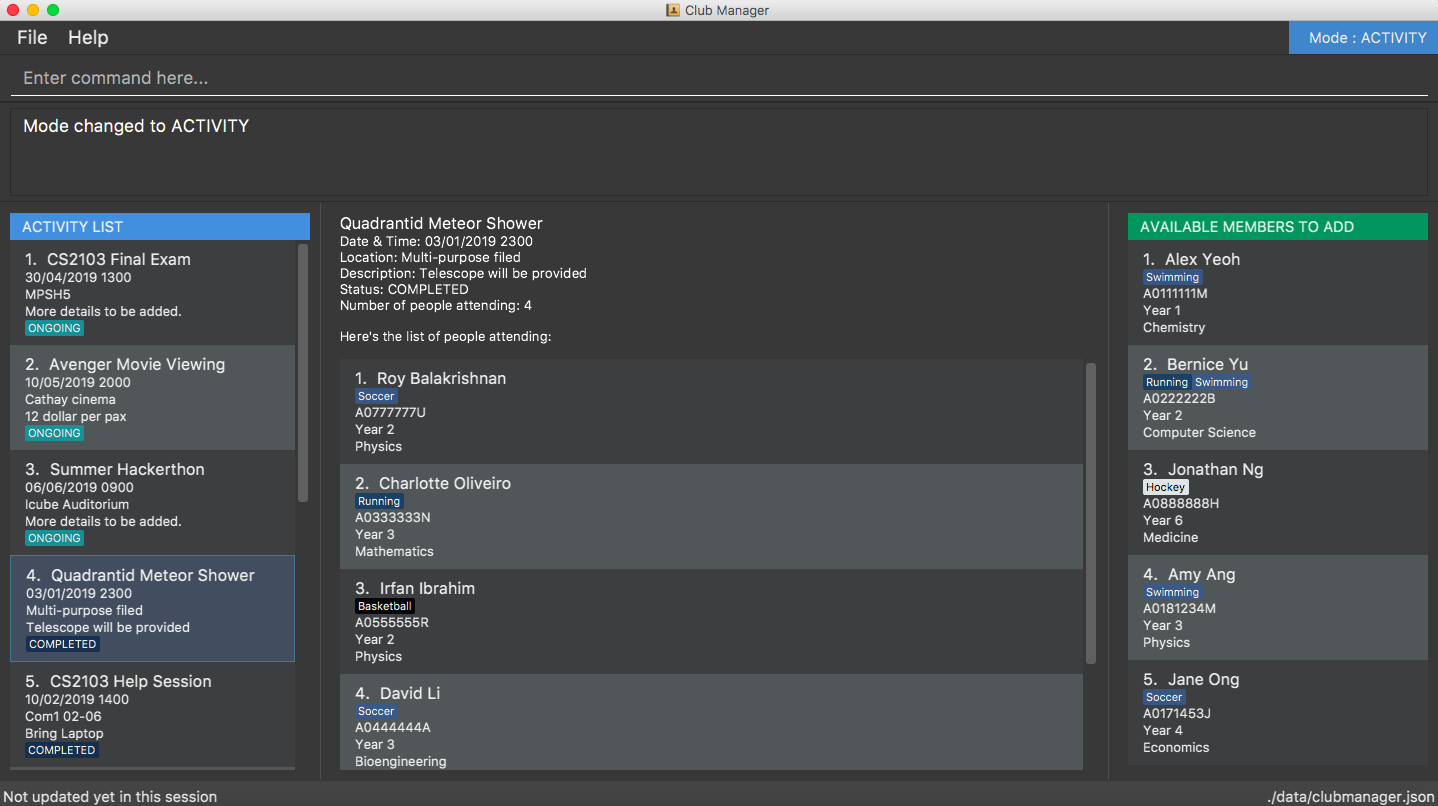 Club Manager
File Help
Mode : ACTIVITY
Enter command here...
Mode changed to ACTIVITY
ACTIVITY LIST
1. CS2103 Final Exam
30/04/2019 1300
MPSH5
More details to be added.
ONGOING
2. Avenger Movie Viewing
10/05/2019 2000
Cathay cinema
12 dollar per pax
ONGOING
3. Summer Hackerthon
06/06/2019 0900
Icube Auditorium
More details to be added.
ONGOING
4. Quadrantid Meteor Shower
03/01/2019 2300
Multi-purpose filed
Telescope will be provided
COMPLETED
5. CS2103 Help Session
10/02/2019 1400
Com1 02-06
Bring Laptop
COMPLETED
Quadrantid Meteor Shower
Date & Time: 03/01/2019 2300
Location: Multi-purpose filed
Description: Telescope will be provided
Status: COMPLETED
Number of people attending: 4
Here's the list of people attending:
1. Roy Balakrishnan
Soccer
A0777777U
Year 2
Physics
2. Charlotte Oliveiro
Running
A0333333N
Year 3
Mathematics
3. Irfan Ibrahim
Basketball
A0555555R
Year 2
Physics
4. David Li
Soccer
A0444444A
Year 3
Bioengineering
AVAILABLE MEMBERS TO ADD
1. Alex Yeoh
Swimming
A0111111M
Year 1
Chemistry
2. Bernice Yu
Running Swimming
A0222222B
Year 2
Computer Science
3. Jonathan Ng
Hockey
A0888888H
Year 6
Medicine
4. Amy Ang
Swimming
A0181234M
Year 3
Physics
5. Jane Ong
Soccer
A0171453J
Year 4
Economics
Not updated yet in this session
./data/clubmanager.json